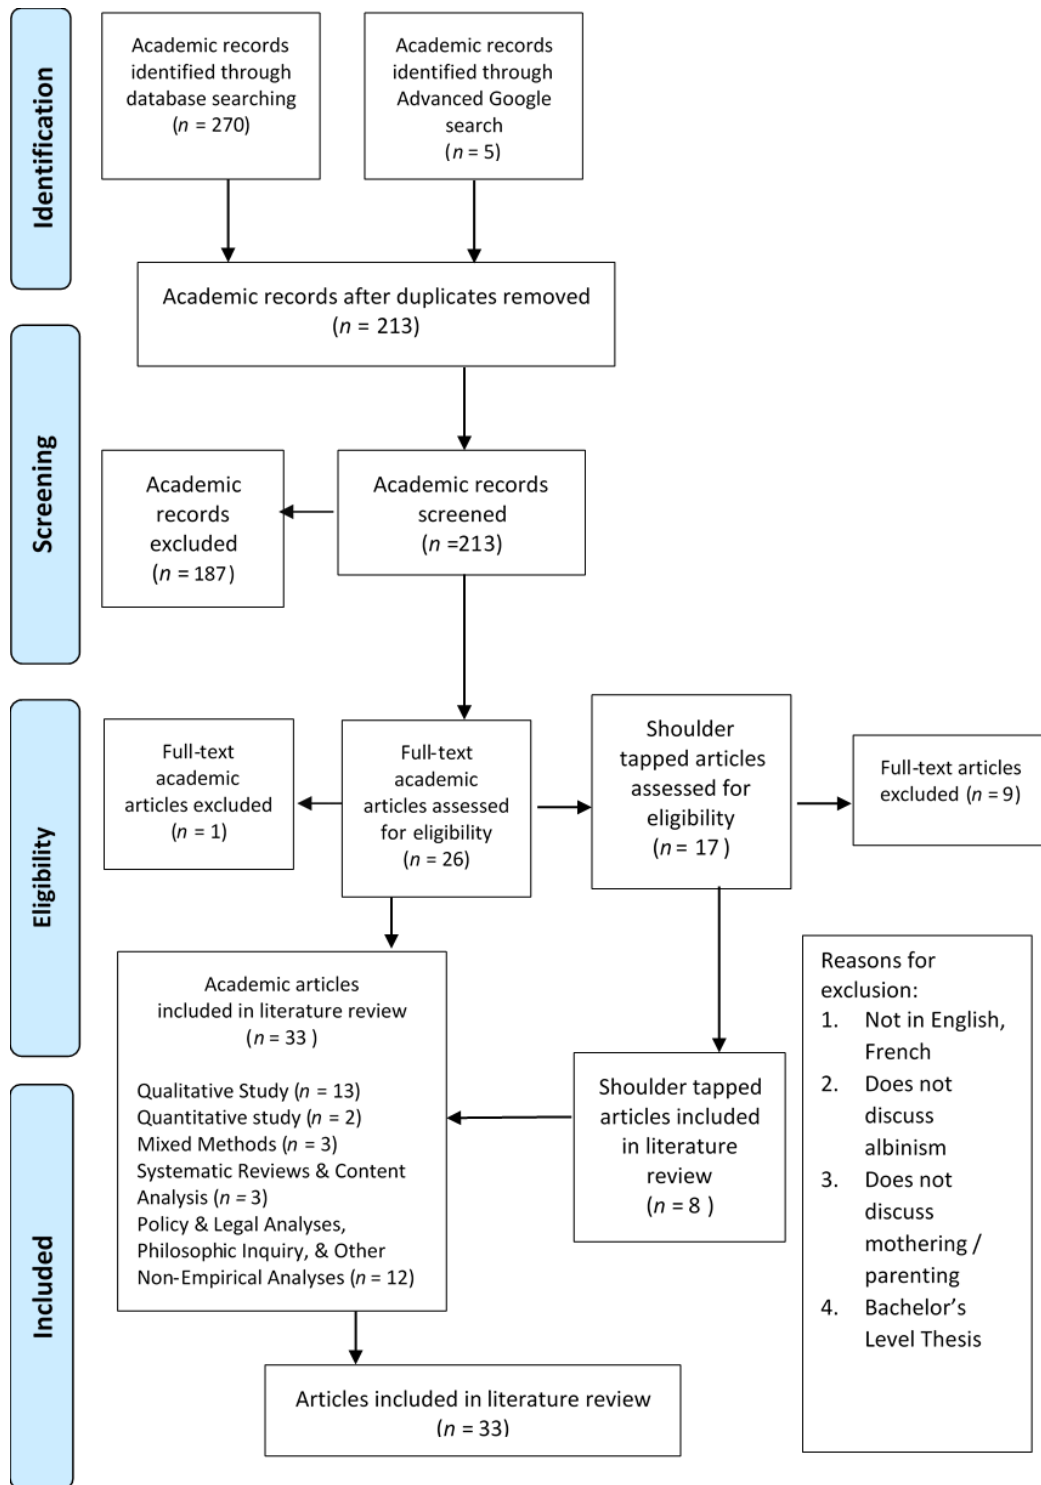 Identification
Academic records
identified through
database searching
(n = 270)
Academic records
identified through
Advanced Google
search
(n = 5)
Academic records after duplicates removed
(n = 213)
Screening
Academic
records
excluded
(n = 187)
Academic records
screened
(n =213)
Eligibility
Full-text
academic
articles excluded
(n = 1)
Full-text
academic
articles assessed
for eligibility
(n = 26)
Shoulder
tapped articles
assessed for
eligibility
(n = 17 )
Full-text articles
excluded (n = 9)
Academic articles
included in literature review
(n = 33 )
Qualitative Study (n = 13)
Quantitative study (n = 2)
Mixed Methods (n = 3)
Systematic Reviews & Content
Analysis (n = 3)
Policy & Legal Analyses,
Philosophic Inquiry, & Other
Non-Empirical Analyses (n = 12)
Shoulder tapped
articles included
in literature
review
(n = 8 )
Reasons for
exclusion:
1. Not in English,
French
2. Does not
discuss
albinism
3. Does not
discuss
mothering /
parenting
4. Bachelor's
Level Thesis
Included
Articles included in literature review
(n = 33)